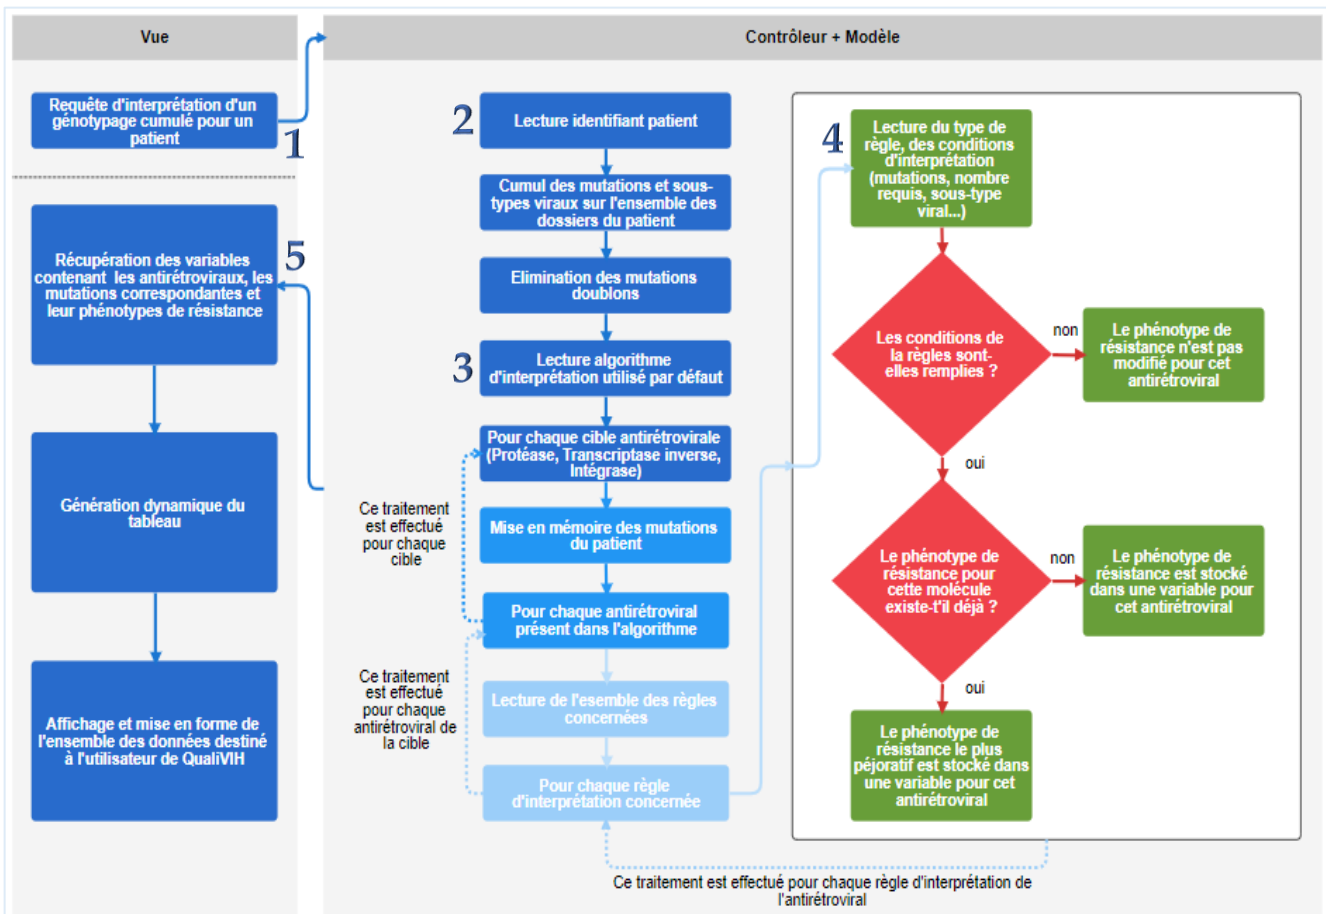 Vue
Contrôleur + Modèle
Requête d'interprétation d'un
génotypage cumulé pour un
patient
1
Récupération des variables
contenant les antirétroviraux, les
mutations correspondantes et
leur phénotypes de résistance
5
Génération dynamique du
tableau
Affichage et mise en forme de
l'ensemble des données destiné
à l'utilisateur de QualiVIH
2
Lecture identifiant patient
Cumul des mutations et sous-
types viraux sur l'ensemble des
dossiers du patient
Elimination des mutations
doublons
3
Lecture algorithme
d'interprétation utilisé par défaut
Pour chaque cible antirétrovirale
(Protéase, Transcriptase inverse,
Intégrase)
Ce traitement
est effectué
pour chaque
cible
Mise en mémoire des mutations
du patient
Pour chaque antirétroviral
présent dans l'algorithme
Ce traitement
est effectué
pour chaque
antirétroviral de
la cible
Lecture de l'esemble des règles
concernées
Pour chaque règle
d'interprétation concernée
4
Lecture du type de
règle, des conditions
d'interprétation
(mutations, nombre
requis, sous-type
viral...)
Les conditions de
la règles sont-
elles remplies ?
non
Le phénotype de
résistance n'est pas
modifié pour cet
antirétroviral
oui
Le phénotype de
résistance pour
cette molécule
existe-t'il déjà ?
non
Le phénotype de
résistance est stocké
dans une variable pour
cet antirétroviral
oui
Le phénotype de
résistance le plus
péjoratif est stocké dans
une variable pour cet
antirétroviral
Ce traitement est effectué pour chaque règle d'interprétation de
l'antirétroviral